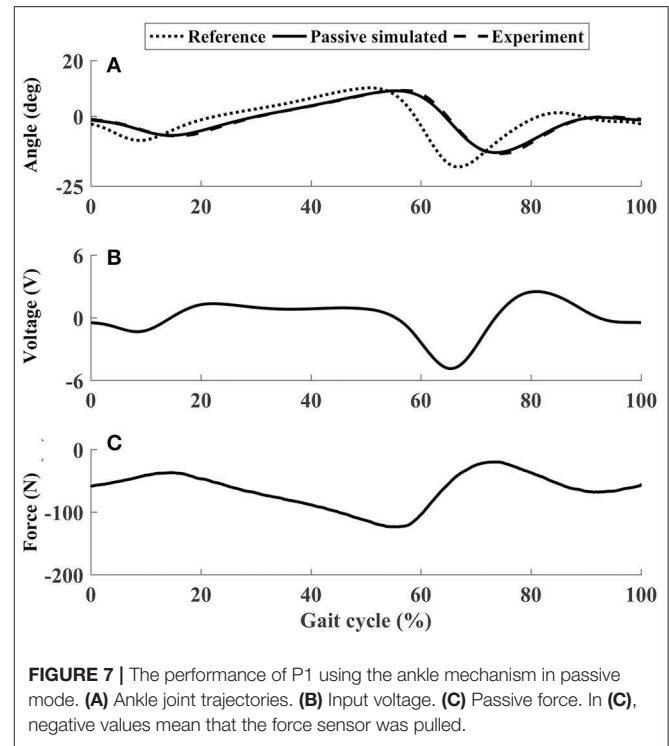 Reference Passive simulated Experiment
A
20
0
-25
Angle (deg)
0 20 40 60 80 100
B
6
0
-6
Voltage (V)
0 20 40 60 80 100
C
0
-100
-200
Force (N)
0 20 40 60 80 100
Gait cycle (%)
FIGURE 7 | The performance of P1 using the ankle mechanism in passive
mode. (A) Ankle joint trajectories. (B) Input voltage. (C) Passive force. In (C),
negative values mean that the force sensor was pulled.